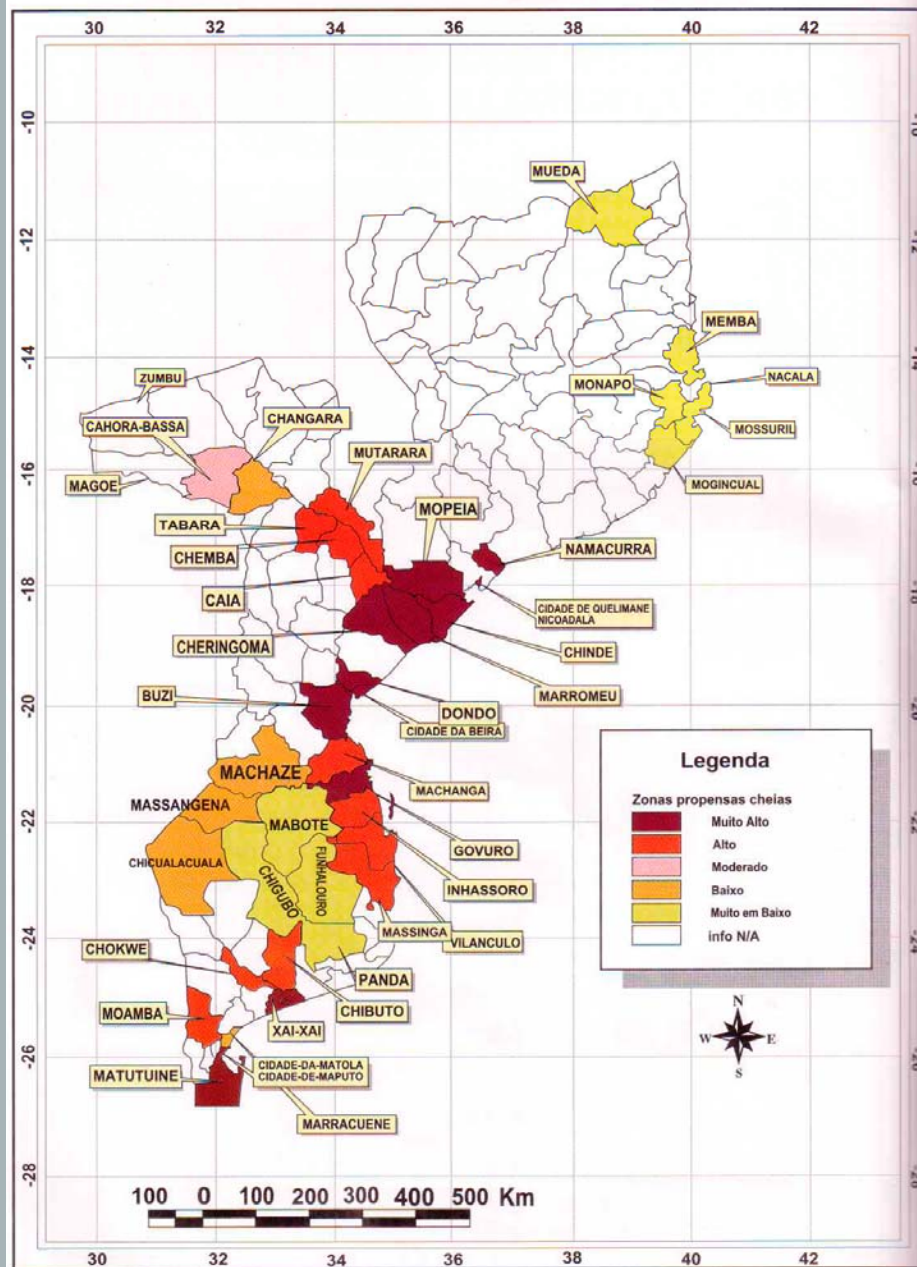 30 32 34 36 38 40 42
-10
-12
-14
-16
-18
-20
-22
-24
-26
-28
MUEDA
MEMBA
NACALA
MONAPO
MOSSURIL
MOGINCUAL
ZUMBU
CAHORA-BASSA
CHANGARA
MAGOE
MUTARARA
TABARA
CHEMBA
MOPEIA
NAMACURRA
CAIA
CIDADE DE QUELIMANE
NICOADALA
CHERINGOMA
CHINDE
MARROMEU
BUZI
DONDO
CIDADE DA BEIRA
MACHAZE
MACHANGA
MASSANGENA
MABOTE
GOVURO
CHICUALACUALA
FUNHALOURO
CHIGUBO
INHASSORO
MASSINGA
VILANCULO
CHOKWE
PANDA
MOAMBA
CHIBUTO
XAI-XAI
MATUTUINE
CIDADE-DA-MATOLA
CIDADE-DE-MAPUTO
MARRACUENE
Legenda
Zonas propensas cheias
Muito Alto
Alto
Moderado
Baixo
Muito em Baixo
info N/A
N
W E
S
100 0 100 200 300 400 500 Km
30 32 34 36 38 40 42